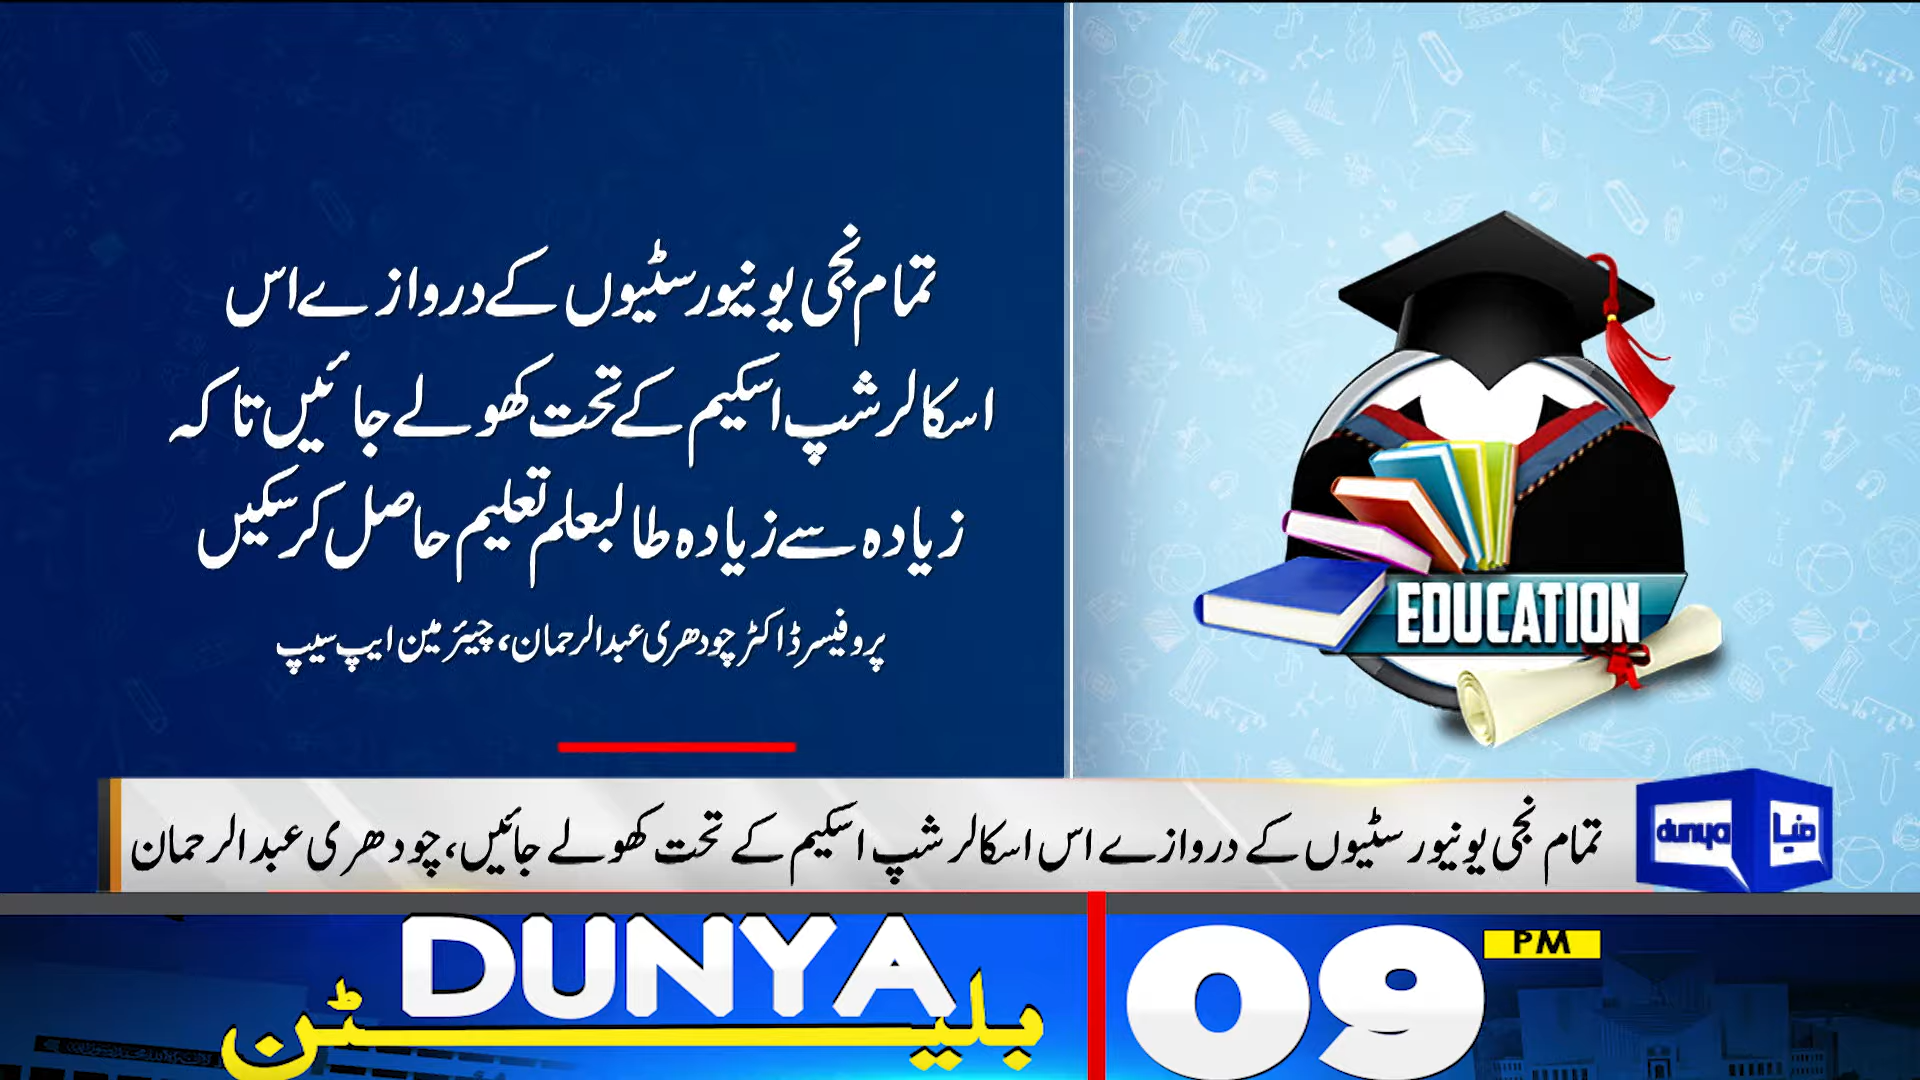 تمام نجی یونیورسٹیوں کے دروازے اس
اسکالرشپ اسکیم کے تحت کھولے جائیں تاکہ
زیادہ سے زیادہ طالبعلم تعلیم حاصل کرسکیں
پروفیسر ڈاکٹر چودھری عبدالرحمان، چیئرمین ایپ سیپ
EDUCATION
تمام نجی یونیورسٹیوں کے دروازے اس اسکالرشپ اسکیم کے تحت کھولے جائیں، چودھری عبدالرحمان
dunya دنیا
DUNYA
بلیٹن
09 PM